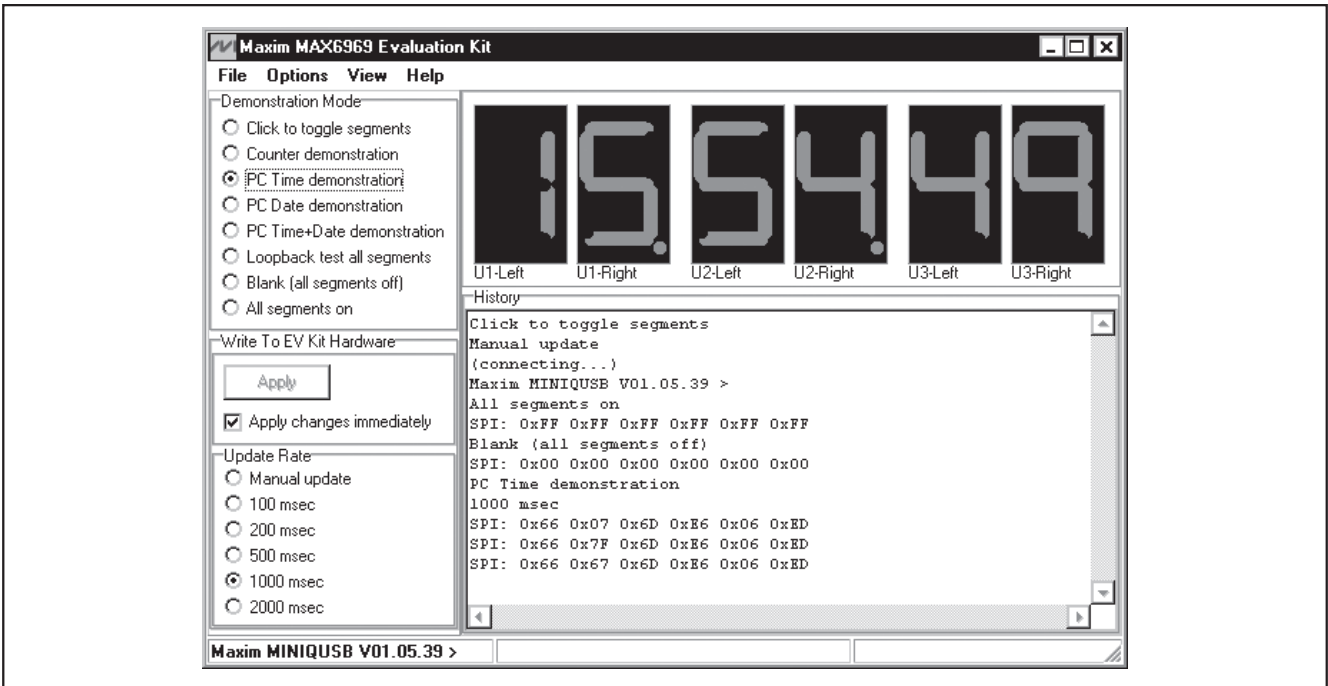 Maxim MAX6969 Evaluation Kit
File Options View Help
Demonstration Mode
Click to toggle segments
Counter demonstration
PC Time demonstration
PC Date demonstration
PC Time+Date demonstration
Loopback test all segments
Blank (all segments off)
All segments on
Write To EV Kit Hardware
Apply
Apply changes immediately
Update Rate
Manual update
100 msec
200 msec
500 msec
1000 msec
2000 msec
15.54.49
U1-Left U1-Right U2-Left U2-Right U3-Left U3-Right
History
Click to toggle segments
Manual update
(connecting...)
Maxim MINIQUSB V01.05.39 >
All segments on
SPI: 0xFF 0xFF 0xFF 0xFF 0xFF 0xFF
Blank (all segments off)
SPI: 0x00 0x00 0x00 0x00 0x00 0x00
PC Time demonstration
1000 msec
SPI: 0x66 0x07 0x6D 0xE6 0x06 0xED
SPI: 0x66 0x7F 0x6D 0xE6 0x06 0xED
SPI: 0x66 0x67 0x6D 0xE6 0x06 0xED
Maxim MINIQUSB V01.05.39 >